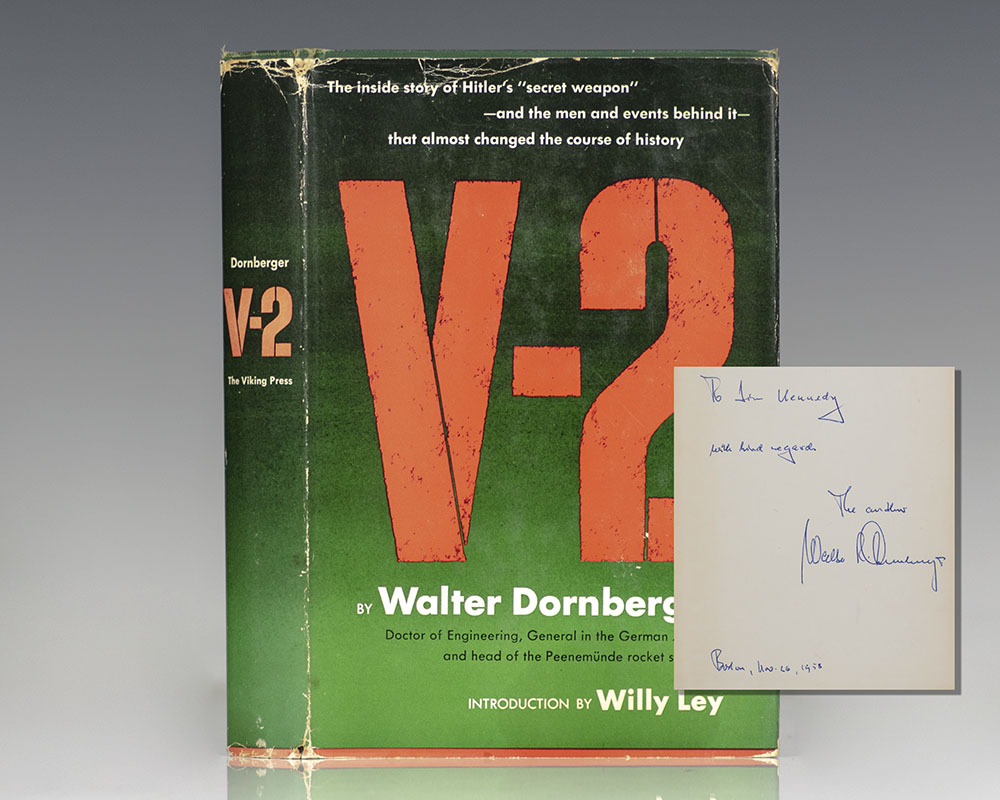 The inside story of Hitler's "secret weapon"
—and the men and events behind it—
that almost changed the course of history
V-2
BY Walter Dornberg
Doctor of Engineering, General in the German
and head of the Peenemünde rocket s
INTRODUCTION BY Willy Ley
Dornberger
V-2
The Viking Press
To Jim Kennedy
with kind regards
The author
Walter R. Dornberger
Boston, Nov. 26, 1958